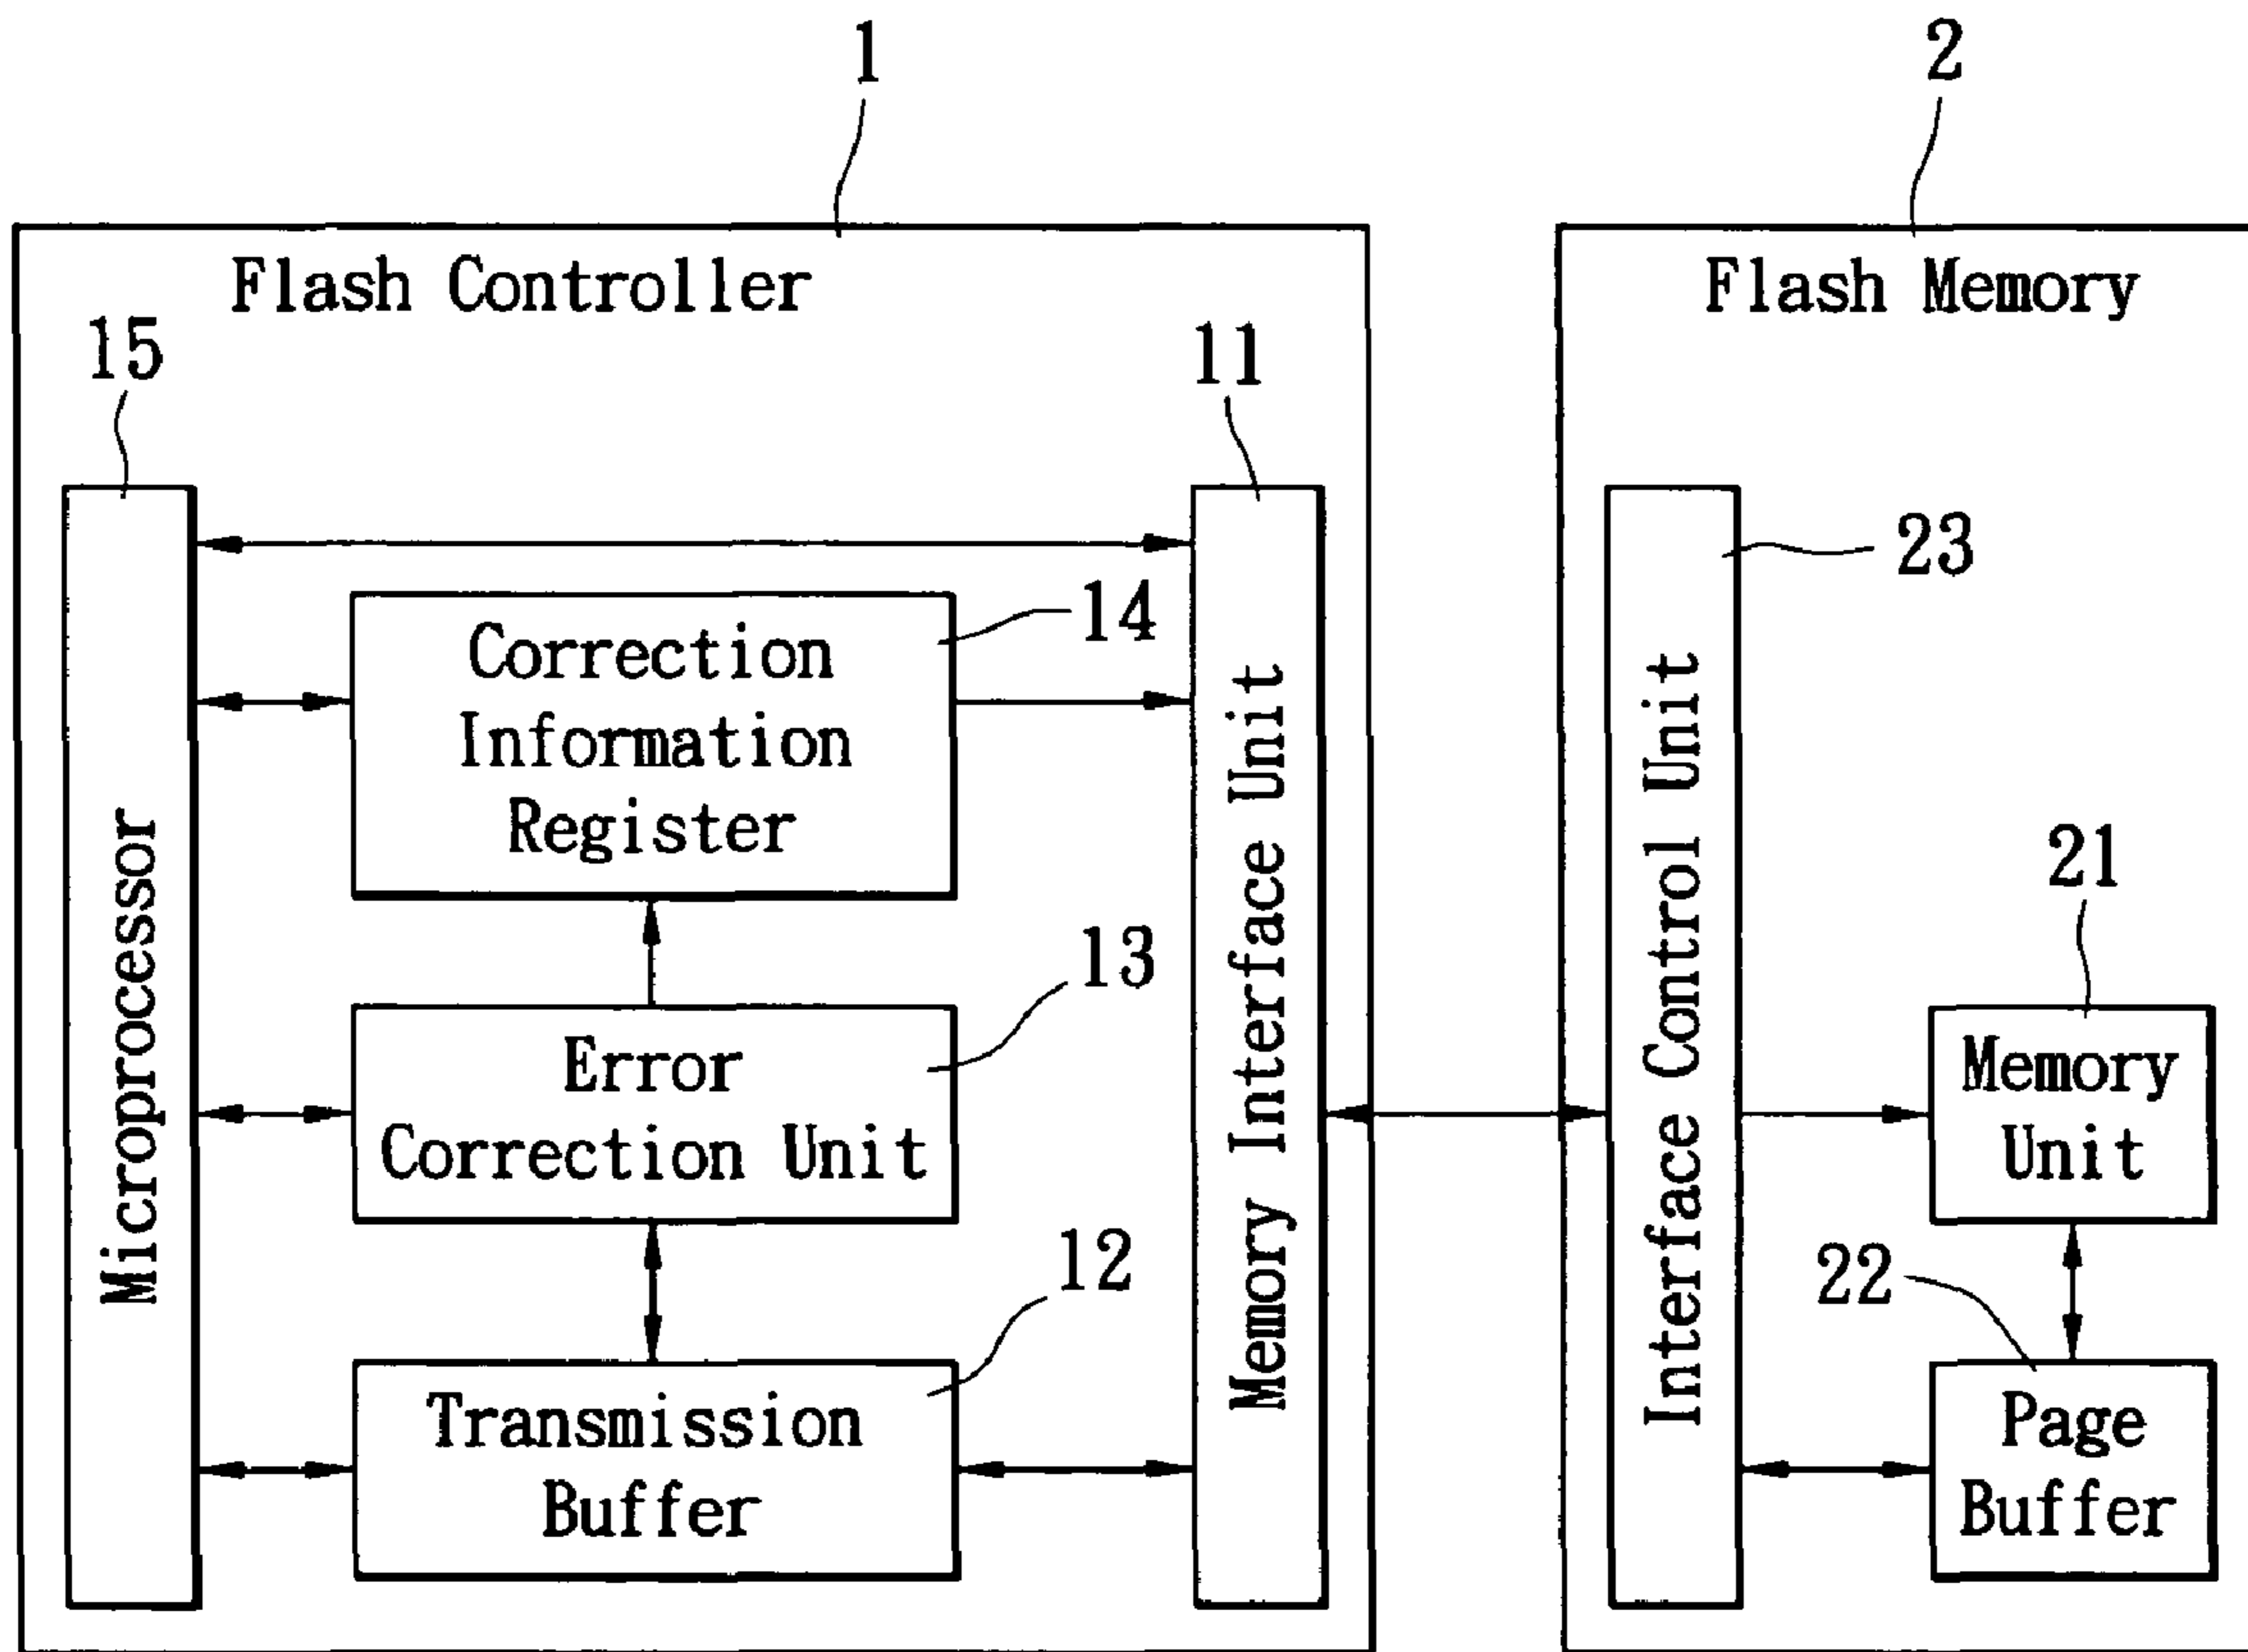 1
2
Flash Controller
Flash Memory
15
11
23
14
Correction
Information
Register
Microprocessor
Memory Interface Unit
Interface Control Unit
21
13
Error
Correction Unit
Memory
Unit
12
22
Transmission
Buffer
Page
Buffer